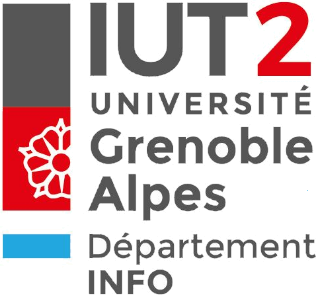 IUT2
UNIVERSITÉ
Grenoble
Alpes
Département
INFO